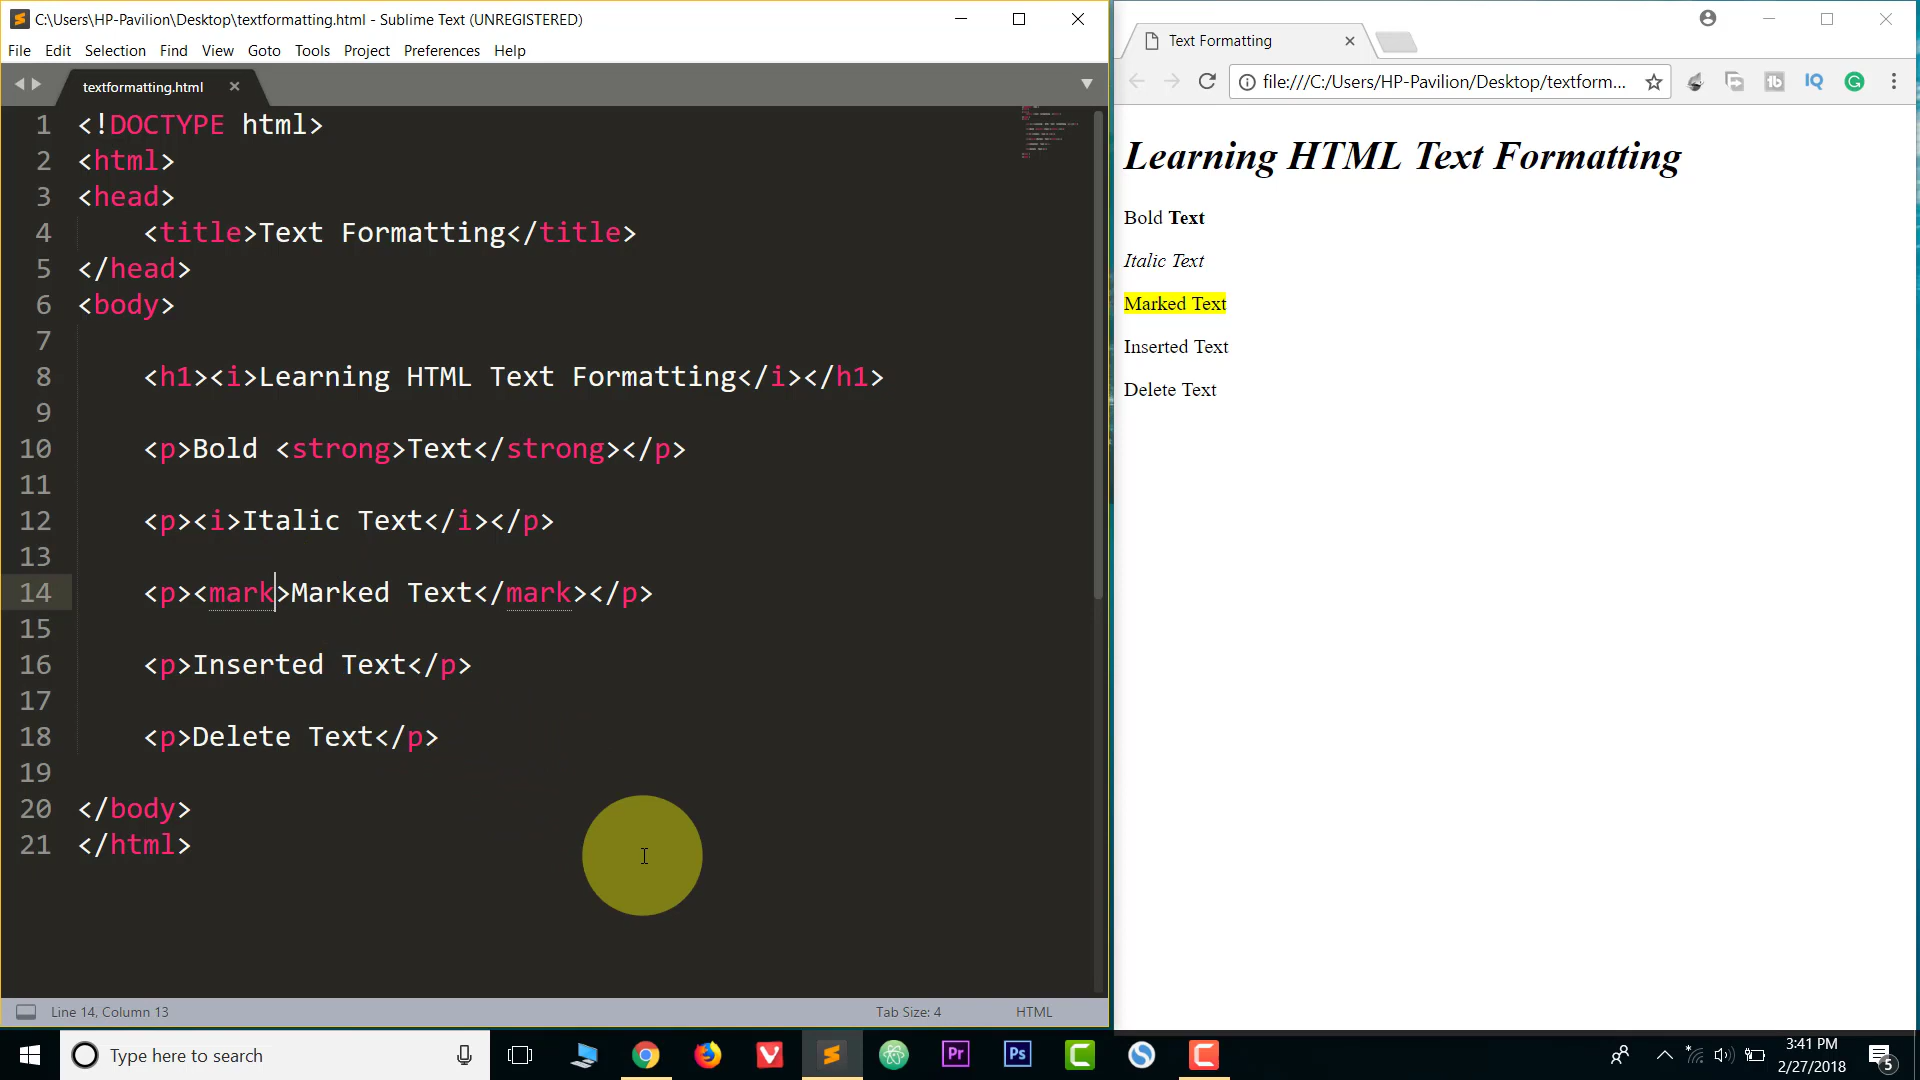 C:\Users\HP-Pavilion\Desktop\textformatting.html - Sublime Text (UNREGISTERED)
File Edit Selection Find View Goto Tools Project Preferences Help
textformatting.html
1 <!DOCTYPE html>
2 <html>
3 <head>
4 <title>Text Formatting</title>
5 </head>
6 <body>
7
8 <h1><i>Learning HTML Text Formatting</i></h1>
9
10 <p>Bold <strong>Text</strong></p>
11
12 <p><i>Italic Text</i></p>
13
14 <p><mark>Marked Text</mark></p>
15
16 <p>Inserted Text</p>
17
18 <p>Delete Text</p>
19
20 </body>
21 </html>
Line 14, Column 13
Tab Size: 4
HTML
Text Formatting
file:///C:/Users/HP-Pavilion/Desktop/textform...
tb
IQ
Learning HTML Text Formatting
Bold Text
Italic Text
Marked Text
Inserted Text
Delete Text
Type here to search
Pr
Ps
3:41 PM
2/27/2018
5